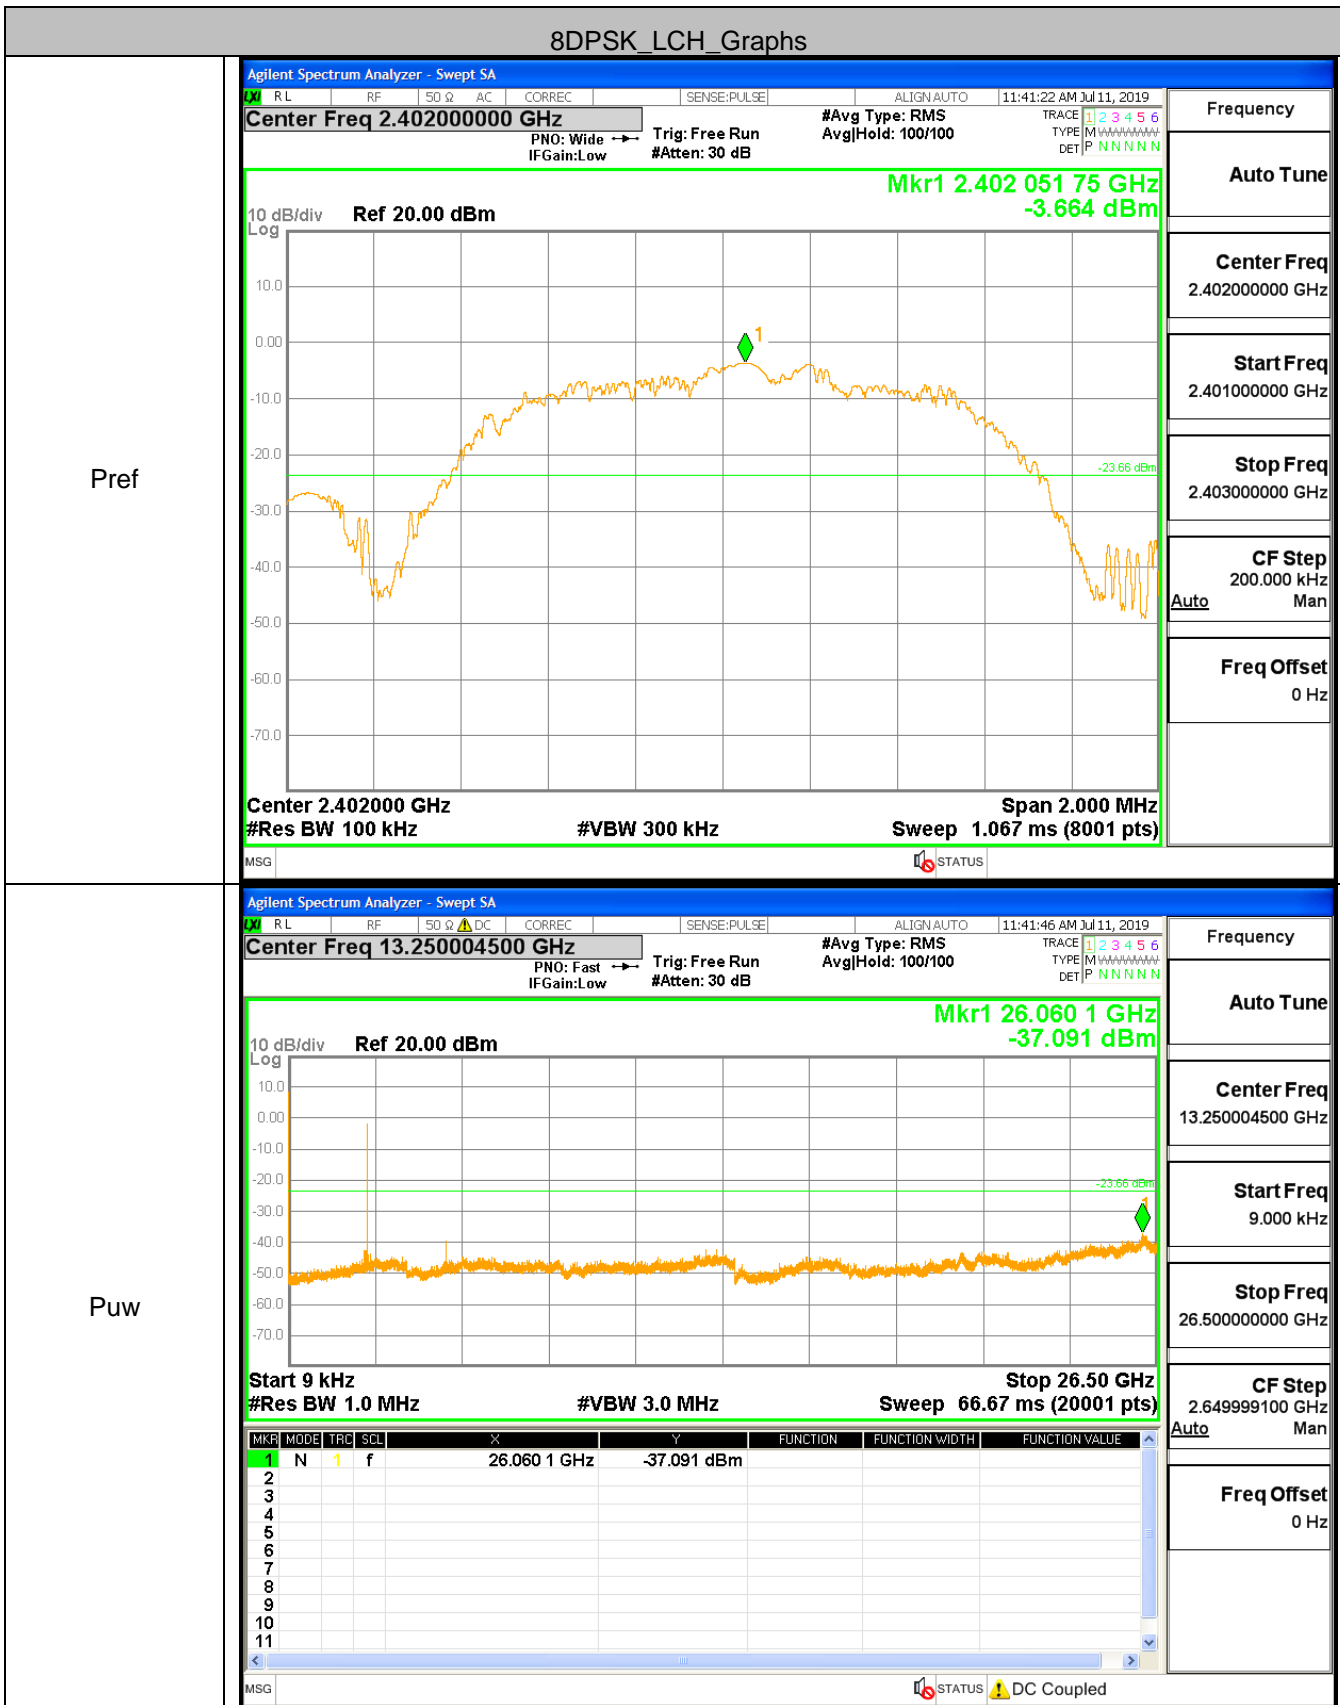 8DPSK_LCH_Graphs
Pref
Agilent Spectrum Analyzer - Swept SA
LXI RL RF 50 Ω AC CORREC SENSE:PULSE ALIGN AUTO 11:41:22 AM Jul 11, 2019
Center Freq 2.402000000 GHz
#Avg Type: RMS
TRACE 1 2 3 4 5 6
PNO: Wide Trig: Free Run Avg|Hold: 100/100
TYPE M
IFGain:Low #Atten: 30 dB
DET P N N N N N
Mkr1 2.402 051 75 GHz
-3.664 dBm
10 dB/div Ref 20.00 dBm
Log
10.0
0.00
1
-10.0
-20.0
-23.66 dBm
-30.0
-40.0
-50.0
-60.0
-70.0
Center 2.402000 GHz Span 2.000 MHz
#Res BW 100 kHz #VBW 300 kHz Sweep 1.067 ms (8001 pts)
MSG STATUS
Frequency
Auto Tune
Center Freq
2.402000000 GHz
Start Freq
2.401000000 GHz
Stop Freq
2.403000000 GHz
CF Step
200.000 kHz
Auto Man
Freq Offset
0 Hz
Puw
Agilent Spectrum Analyzer - Swept SA
LXI RL RF 50 Ω DC CORREC SENSE:PULSE ALIGN AUTO 11:41:46 AM Jul 11, 2019
Center Freq 13.250004500 GHz
#Avg Type: RMS
TRACE 1 2 3 4 5 6
PNO: Fast Trig: Free Run Avg|Hold: 100/100
TYPE M
IFGain:Low #Atten: 30 dB
DET P N N N N N
Mkr1 26.060 1 GHz
-37.091 dBm
10 dB/div Ref 20.00 dBm
Log
10.0
0.00
-10.0
-20.0
-23.66 dBm
1
-30.0
-40.0
-50.0
-60.0
-70.0
Start 9 kHz Stop 26.50 GHz
#Res BW 1.0 MHz #VBW 3.0 MHz Sweep 66.67 ms (20001 pts)
MKR MODE TRC SCL X Y FUNCTION FUNCTION WIDTH FUNCTION VALUE
1 N 1 f 26.060 1 GHz -37.091 dBm
2
3
4
5
6
7
8
9
10
11
MSG STATUS DC Coupled
Frequency
Auto Tune
Center Freq
13.250004500 GHz
Start Freq
9.000 kHz
Stop Freq
26.500000000 GHz
CF Step
2.649999100 GHz
Auto Man
Freq Offset
0 Hz